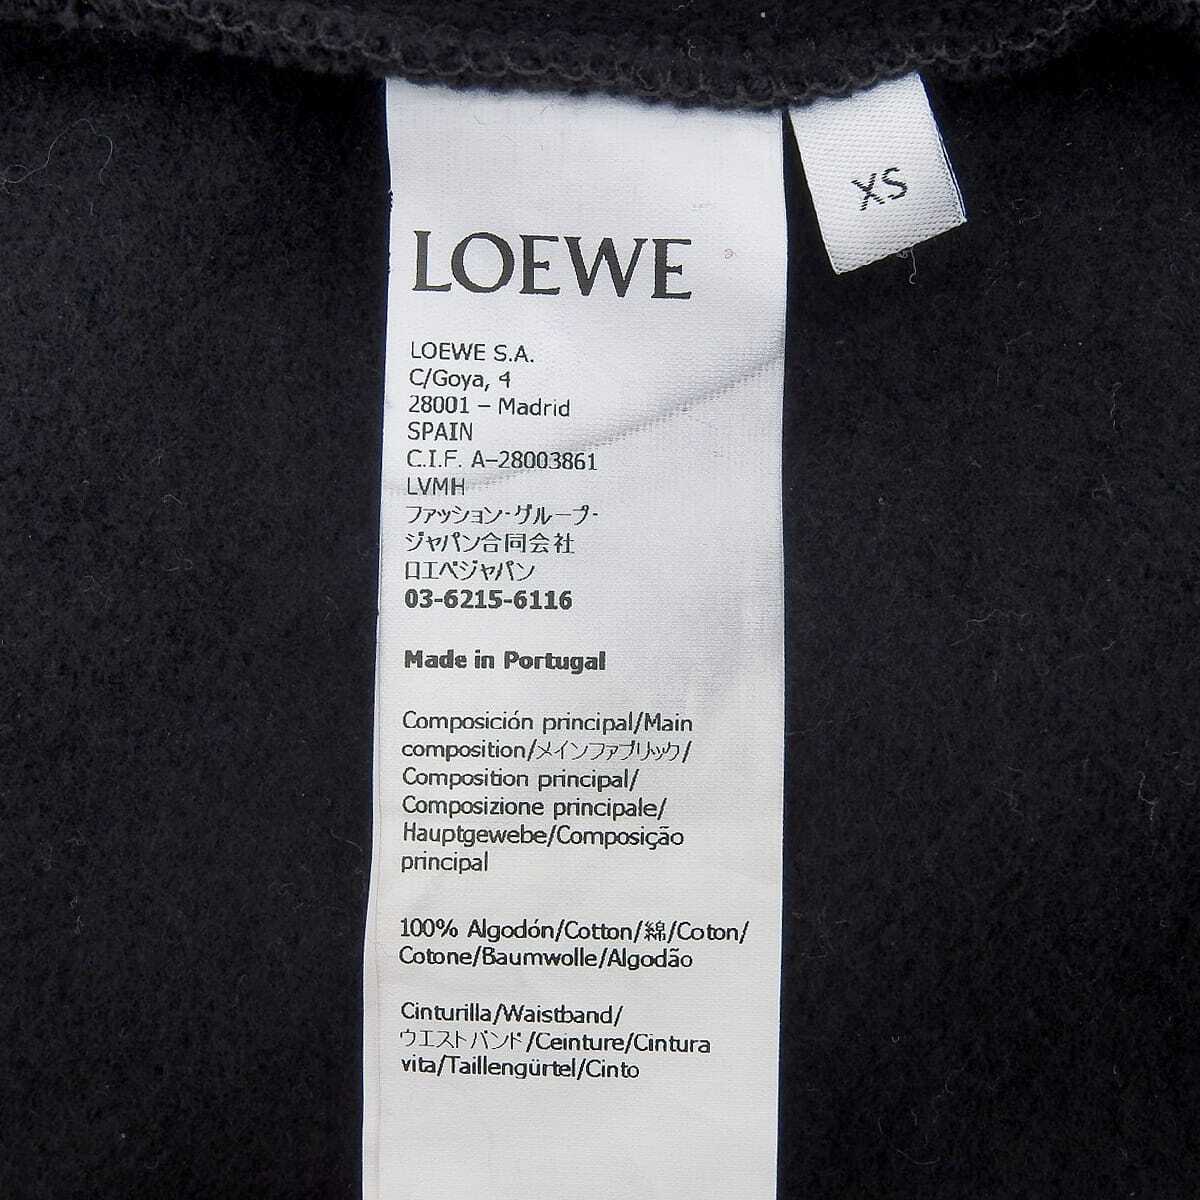 LOEWE
XS
LOEWE S.A.
C/Goya, 4
28001 – Madrid
SPAIN
C.I.F. A–28003861
LVMH
ファッション・グループ・
ジャパン合同会社
ロエベジャパン
03-6215-6116
Made in Portugal
Composición principal/Main
composition/メインファブリック/
Composition principal/
Composizione principale/
Hauptgewebe/Composição
principal
100% Algodón/Cotton/綿/Coton/
Cotone/Baumwolle/Algodão
Cinturilla/Waistband/
ウエストバンド/Ceinture/Cintura
vita/Taillengürtel/Cinto